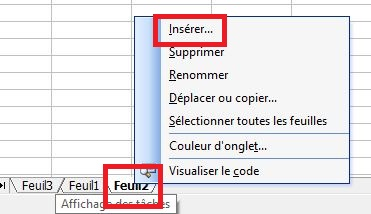 Insérer...
Supprimer
Renommer
Déplacer ou copier...
Sélectionner toutes les feuilles
Couleur d'onglet...
Visualiser le code
Feuil3 Feuil1 Feuil2
Affichage des tâches